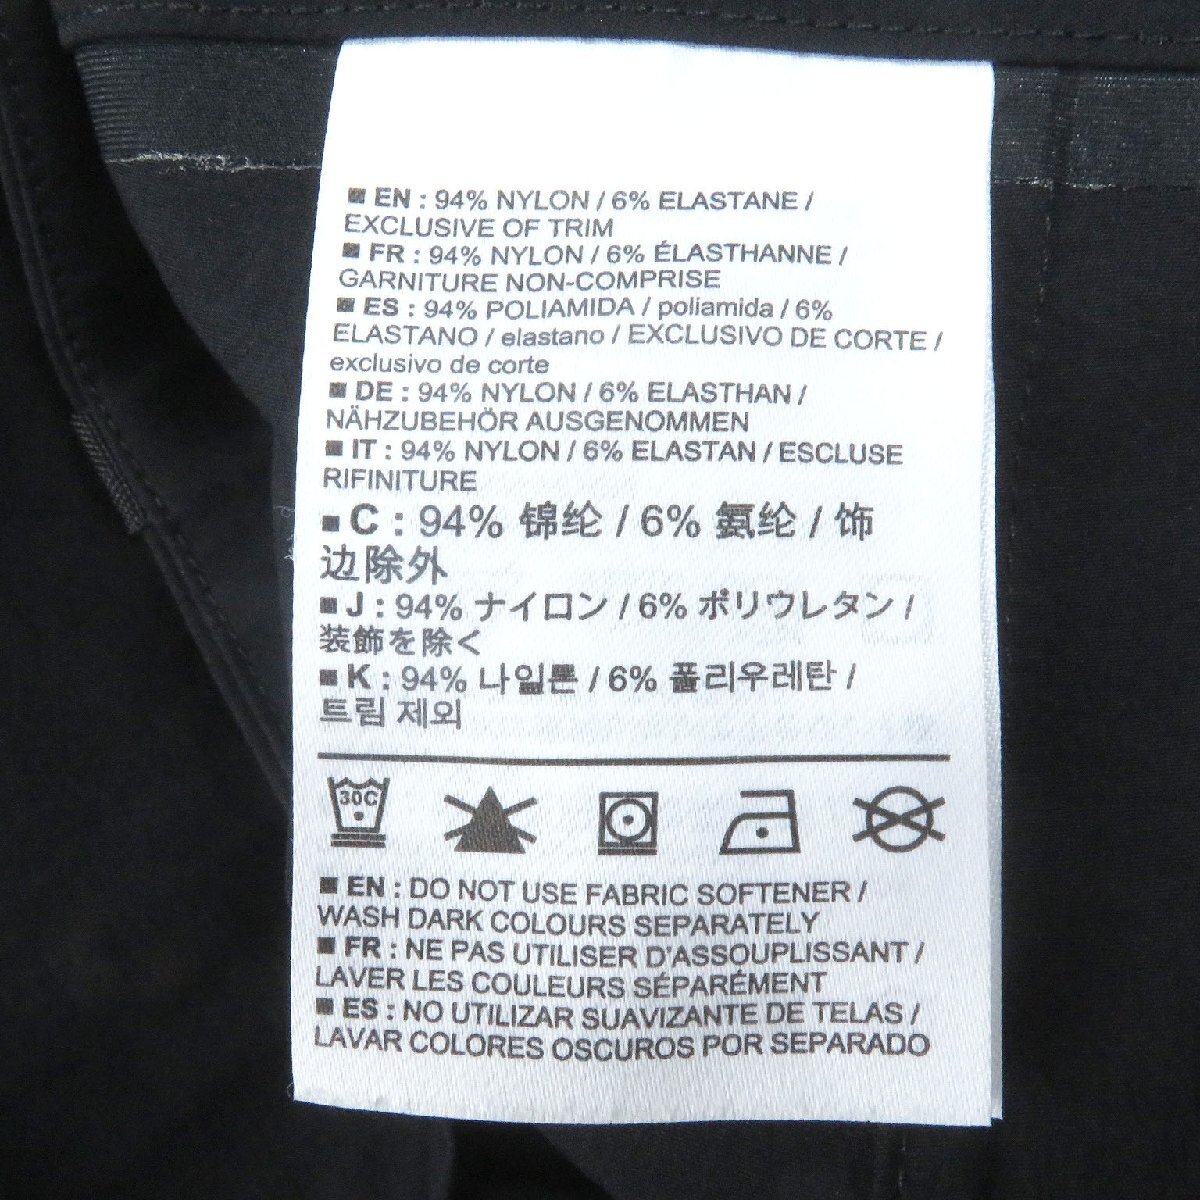 ■ EN : 94% NYLON / 6% ELASTANE /
EXCLUSIVE OF TRIM
■ FR : 94% NYLON / 6% ÉLASTHANNE /
GARNITURE NON-COMPRISE
■ ES : 94% POLIAMIDA / poliamida / 6%
ELASTANO / elastano / EXCLUSIVO DE CORTE /
exclusivo de corte
■ DE : 94% NYLON / 6% ELASTHAN /
NÄHZUBEHÖR AUSGENOMMEN
■ IT : 94% NYLON / 6% ELASTAN / ESCLUSE
RIFINITURE
■ C : 94% 锦纶 / 6% 氨纶 / 饰
边除外
■ J : 94% ナイロン / 6% ポリウレタン /
装飾を除く
■ K : 94% 나일론 / 6% 폴리우레탄 /
트림 제외
30C
■ EN : DO NOT USE FABRIC SOFTENER /
WASH DARK COLOURS SEPARATELY
■ FR : NE PAS UTILISER D'ASSOUPLISSANT /
LAVER LES COULEURS SÉPARÉMENT
■ ES : NO UTILIZAR SUAVIZANTE DE TELAS /
LAVAR COLORES OSCUROS POR SEPARADO